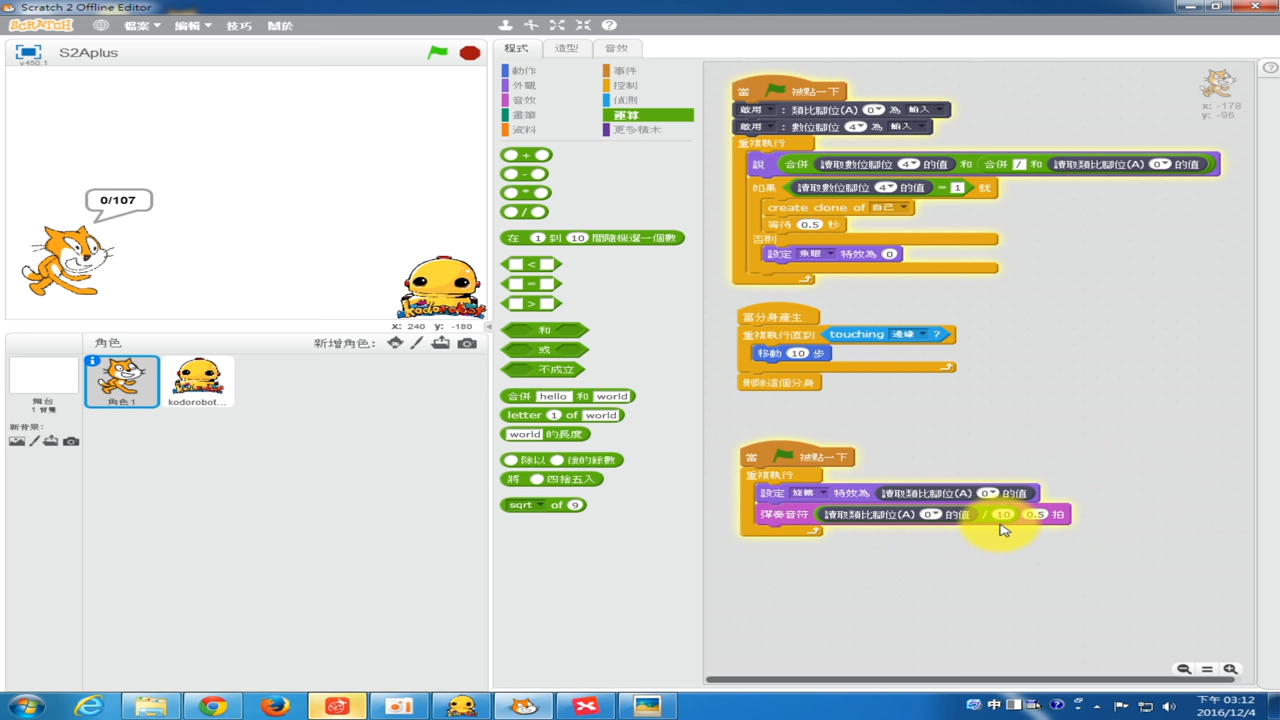 Scratch 2 Offline Editor
SCRATCH 檔案 編輯 技巧 關於
v450.1 S2Aplus
0/107
kodorobot
x: 240 y: -180
角色 新增角色:
舞台
1 背景
新背景:
角色1
kodorobot...
程式 造型 音效
動作 事件
外觀 控制
音效 偵測
畫筆 運算
資料 更多積木
+
-
*
/
在 1 到 10 間隨機選一個數
<
=
>
和
或
不成立
合併 hello 和 world
letter 1 of world
world 的長度
除以 後的餘數
將 四捨五入
sqrt of 9
x: -178
y: -96
當 被點一下
啟用 : 類比腳位(A) 0 為 輸入
啟用 : 數位腳位 4 為 輸入
重複執行
說 合併 讀取數位腳位 4 的值 和 合併 / 和 讀取類比腳位(A) 0 的值
如果 讀取數位腳位 4 的值 = 1 就
create clone of 自己
等待 0.5 秒
否則
設定 魚眼 特效為 0
當分身產生
重複執行直到 touching 邊緣 ?
移動 10 步
刪除這個分身
當 被點一下
重複執行
設定 旋轉 特效為 讀取類比腳位(A) 0 的值
彈奏音符 讀取類比腳位(A) 0 的值 / 10 0.5 拍
中
下午 03:12
2016/12/4